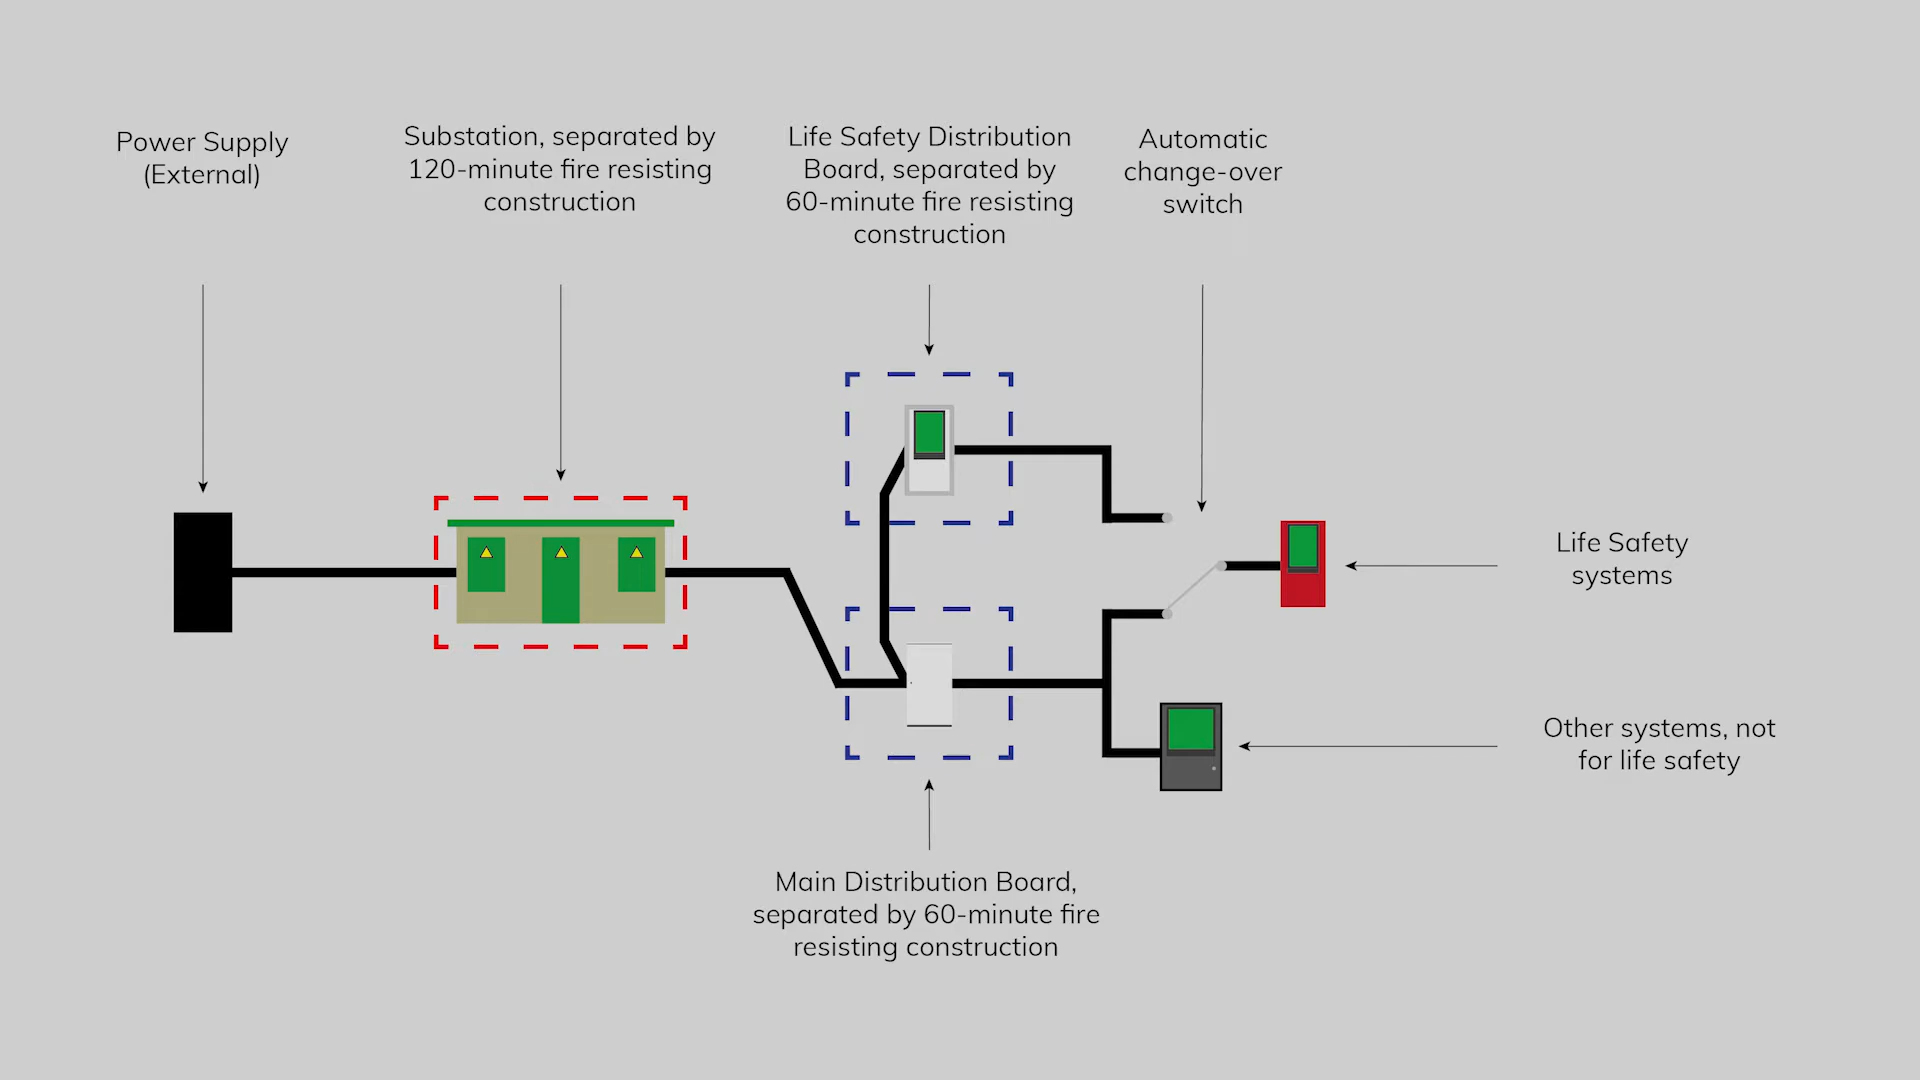 Power Supply
(External)
Substation, separated by
120-minute fire resisting
construction
Life Safety Distribution
Board, separated by
60-minute fire resisting
construction
Automatic
change-over
switch
Life Safety
systems
Other systems, not
for life safety
Main Distribution Board,
separated by 60-minute fire
resisting construction